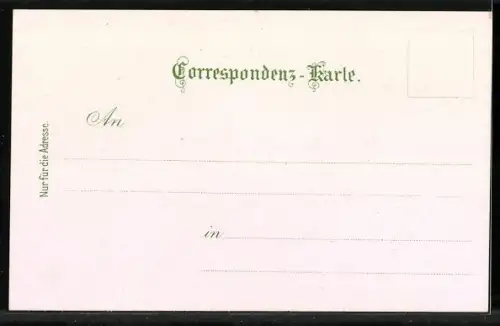 Correspondenz-Karte.
An
in
Nur für die Adresse.